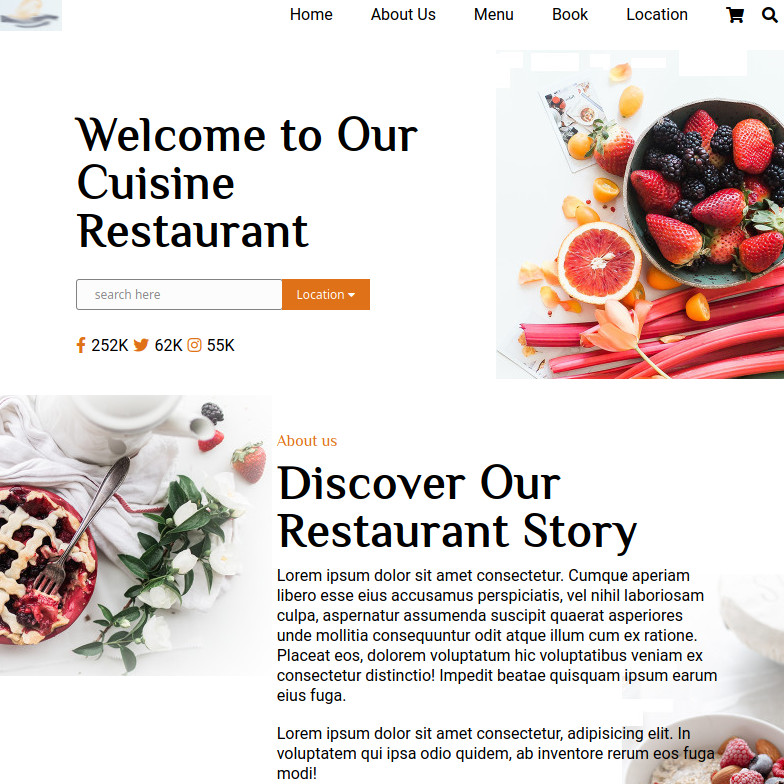 Home About Us Menu Book Location
Welcome to Our
Cuisine
Restaurant
search here Location
252K 62K 55K
About us
Discover Our
Restaurant Story
Lorem ipsum dolor sit amet consectetur. Cumque aperiam
libero esse eius accusamus perspiciatis, vel nihil laboriosam
culpa, aspernatur assumenda suscipit quaerat asperiores
unde mollitia consequuntur odit atque illum cum ex ratione.
Placeat eos, dolorem voluptatum hic voluptatibus veniam ex
consectetur distinctio! Impedit beatae quisquam ipsum earum
eius fuga.
Lorem ipsum dolor sit amet consectetur, adipisicing elit. In
voluptatem qui ipsa odio quidem, ab inventore rerum eos fuga
modi!